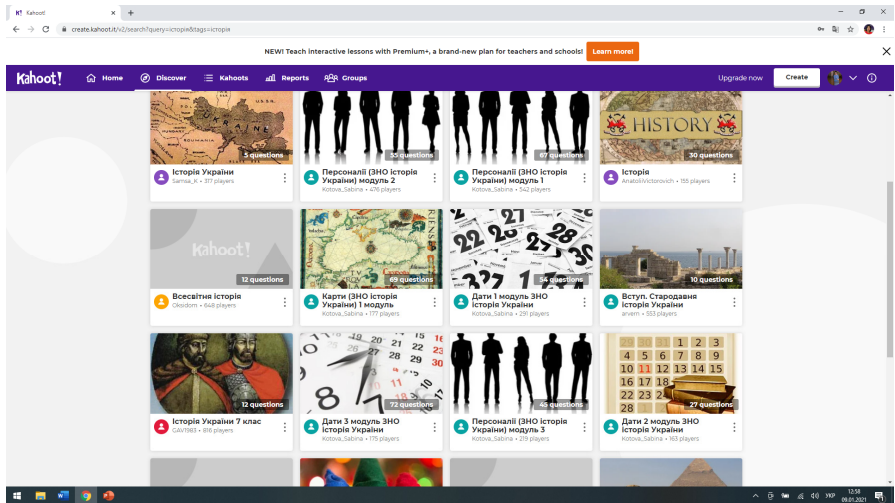 Kahoot!
create.kahoot.it/v2/search?query=історія&tags=історія
NEW! Teach interactive lessons with Premium+, a brand-new plan for teachers and schools! Learn more!
Kahoot! Home Discover Kahoots Reports Groups Upgrade now Create
U.S.S.R.
UKRAINE
ROUMANIA
HISTORY
5 questions
55 questions
67 questions
30 questions
Історія України
Samsa_K • 317 players
Персоналії (ЗНО історія України) модуль 2
Kotova_Sabina • 476 players
Персоналії (ЗНО історія України) модуль 1
Kotova_Sabina • 542 players
Історія
AnatoliiVictorovich • 155 players
Kahoot!
12 questions
69 questions
54 questions
10 questions
Всесвітня історія
Oksidom • 648 players
Карти (ЗНО історія України) 1 модуль
Kotova_Sabina • 177 players
Дати 1 модуль ЗНО історія України
Kotova_Sabina • 291 players
Вступ. Стародавня історія України
arvem • 553 players
12 questions
72 questions
45 questions
27 questions
Історія України 7 клас
GAV1983 • 816 players
Дати 3 модуль ЗНО історія України
Kotova_Sabina • 175 players
Персоналії (ЗНО історія України) модуль 3
Kotova_Sabina • 219 players
Дати 2 модуль ЗНО історія України
Kotova_Sabina • 163 players
УКР
12:58
09.01.2021